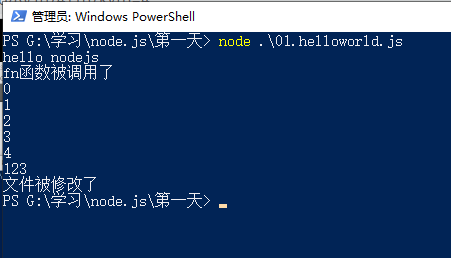 管理员: Windows PowerShell
PS G:\学习\node.js\第一天> node .\01.helloworld.js
hello nodejs
fn函数被调用了
0
1
2
3
4
123
文件被修改了
PS G:\学习\node.js\第一天>